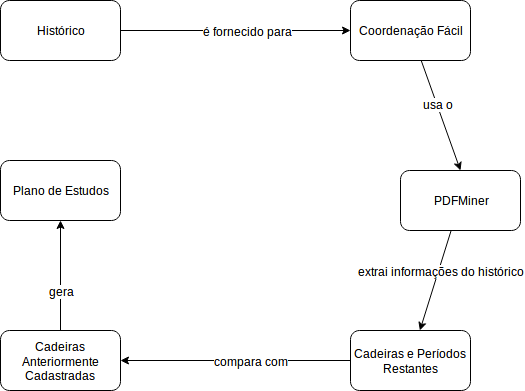 Histórico
é fornecido para
Coordenação Fácil
usa o
PDFMiner
extrai informações do histórico
Cadeiras e Períodos
Restantes
compara com
Cadeiras
Anteriormente
Cadastradas
gera
Plano de Estudos